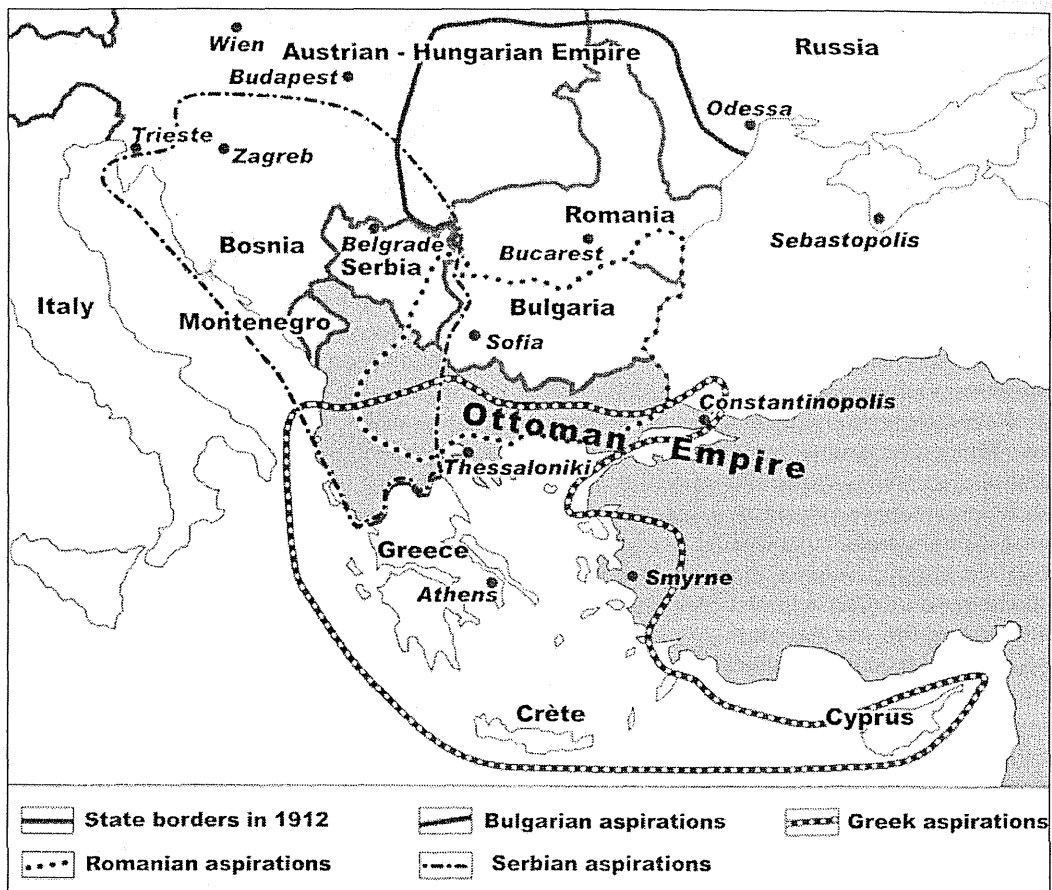 Wien
Austrian - Hungarian Empire
Russia
Budapest
Odessa
Trieste
Zagreb
Romania
Sebastopolis
Bosnia
Belgrade
Bucarest
Serbia
Italy
Bulgaria
Montenegro
Sofia
Constantinopolis
Ottoman Empire
Thessaloniki
Greece
Smyrne
Athens
Crète
Cyprus
State borders in 1912
Bulgarian aspirations
Greek aspirations
Romanian aspirations
Serbian aspirations